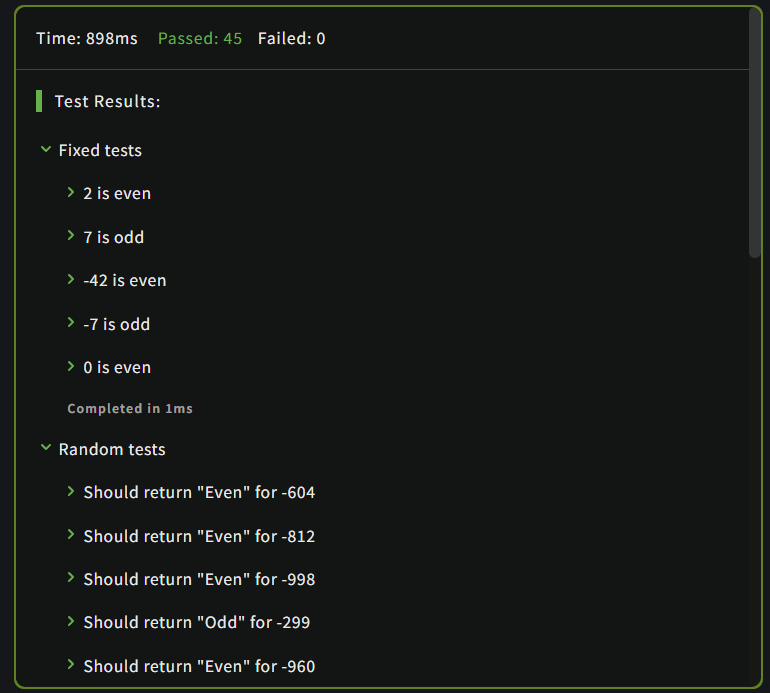 Time: 898ms Passed: 45 Failed: 0
Test Results:
Fixed tests
2 is even
7 is odd
-42 is even
-7 is odd
0 is even
Completed in 1ms
Random tests
Should return "Even" for -604
Should return "Even" for -812
Should return "Even" for -998
Should return "Odd" for -299
Should return "Even" for -960